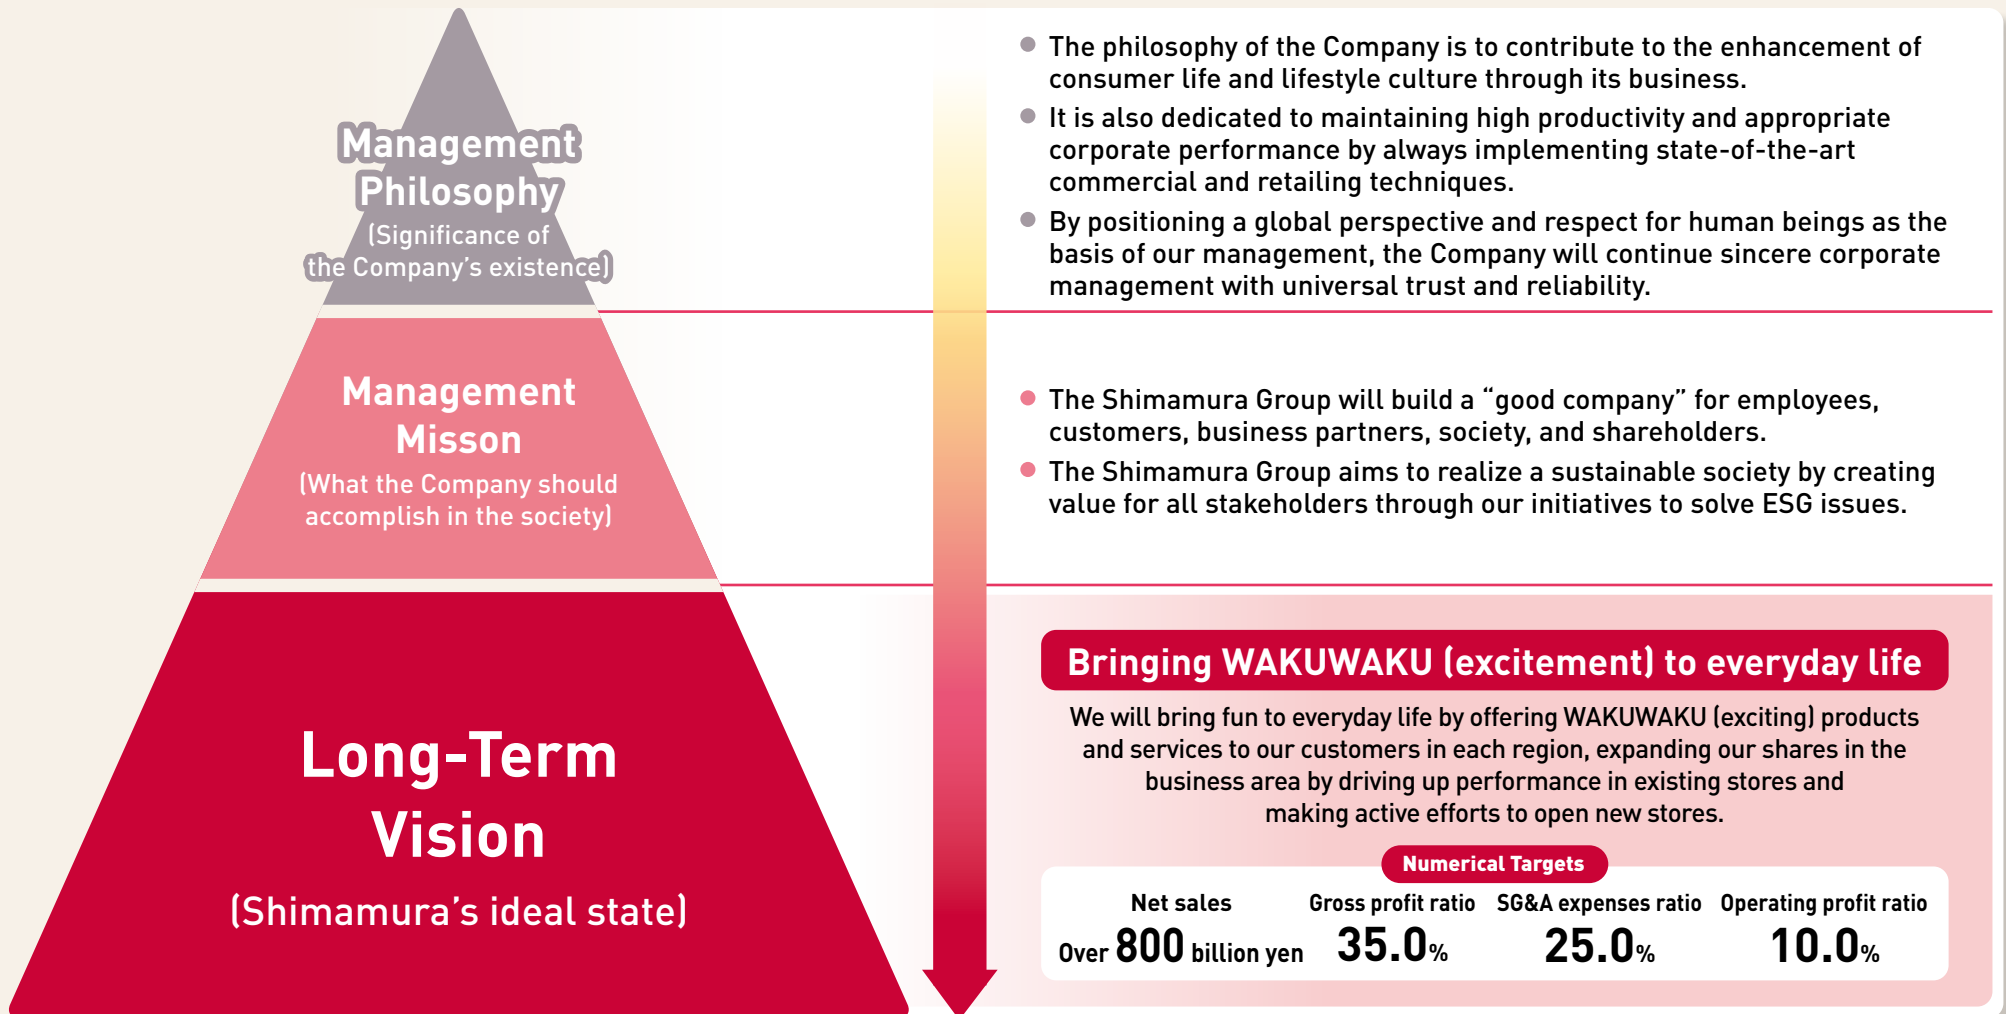 Management
Philosophy
(Significance of
the Company’s existence)
● The philosophy of the Company is to contribute to the enhancement of
consumer life and lifestyle culture through its business.
● It is also dedicated to maintaining high productivity and appropriate
corporate performance by always implementing state-of-the-art
commercial and retailing techniques.
● By positioning a global perspective and respect for human beings as the
basis of our management, the Company will continue sincere corporate
management with universal trust and reliability.
Management
Misson
(What the Company should
accomplish in the society)
● The Shimamura Group will build a “good company” for employees,
customers, business partners, society, and shareholders.
● The Shimamura Group aims to realize a sustainable society by creating
value for all stakeholders through our initiatives to solve ESG issues.
Long-Term
Vision
(Shimamura’s ideal state)
Bringing WAKUWAKU (excitement) to everyday life
We will bring fun to everyday life by offering WAKUWAKU (exciting) products
and services to our customers in each region, expanding our shares in the
business area by driving up performance in existing stores and
making active efforts to open new stores.
Numerical Targets
Net sales Gross profit ratio SG&A expenses ratio Operating profit ratio
Over 800 billion yen 35.0% 25.0% 10.0%